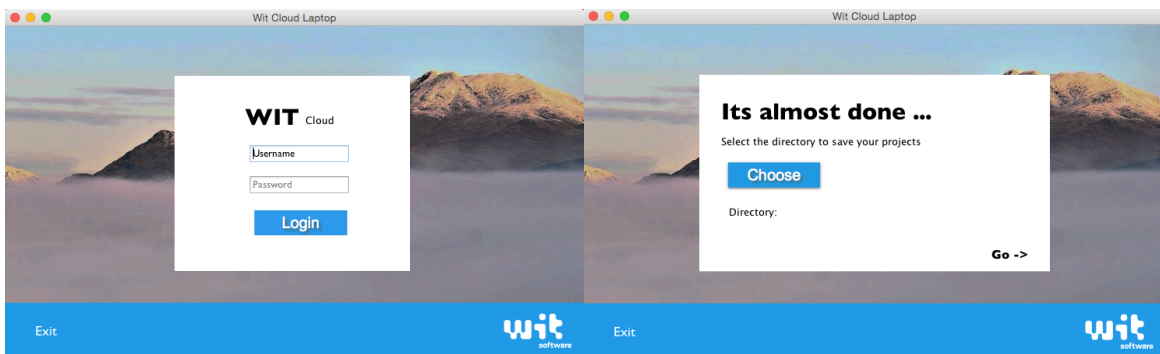 Wit Cloud Laptop
WIT Cloud
Username
Password
Login
Exit
wit
software
Wit Cloud Laptop
Its almost done ...
Select the directory to save your projects
Choose
Directory:
Go ->
Exit
wit
software